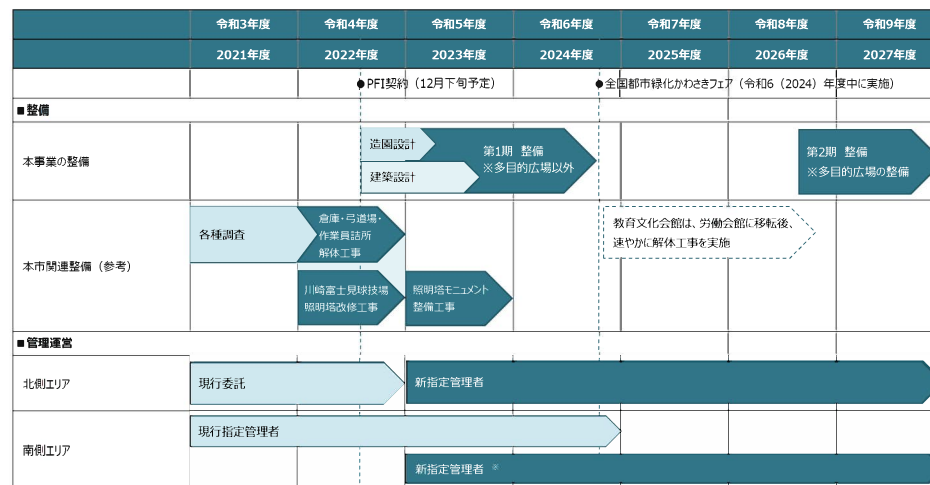 令和3年度 令和4年度 令和5年度 令和6年度 令和7年度 令和8年度 令和9年度
2021年度 2022年度 2023年度 2024年度 2025年度 2026年度 2027年度
●PFI契約(12月下旬予定) ●全国都市緑化かわさきフェア(令和6(2024)年度中に実施)
■整備
本事業の整備
造園設計
建築設計
第1期 整備
※多目的広場以外
第2期 整備
※多目的広場の整備
本市関連整備(参考)
各種調査
倉庫・弓道場・
作業員詰所
解体工事
川崎富士見球技場
照明塔改修工事
照明塔モニュメント
整備工事
教育文化会館は、労働会館に移転後、
速やかに解体工事を実施
■管理運営
北側エリア
現行委託
新指定管理者
南側エリア
現行指定管理者
新指定管理者 ※